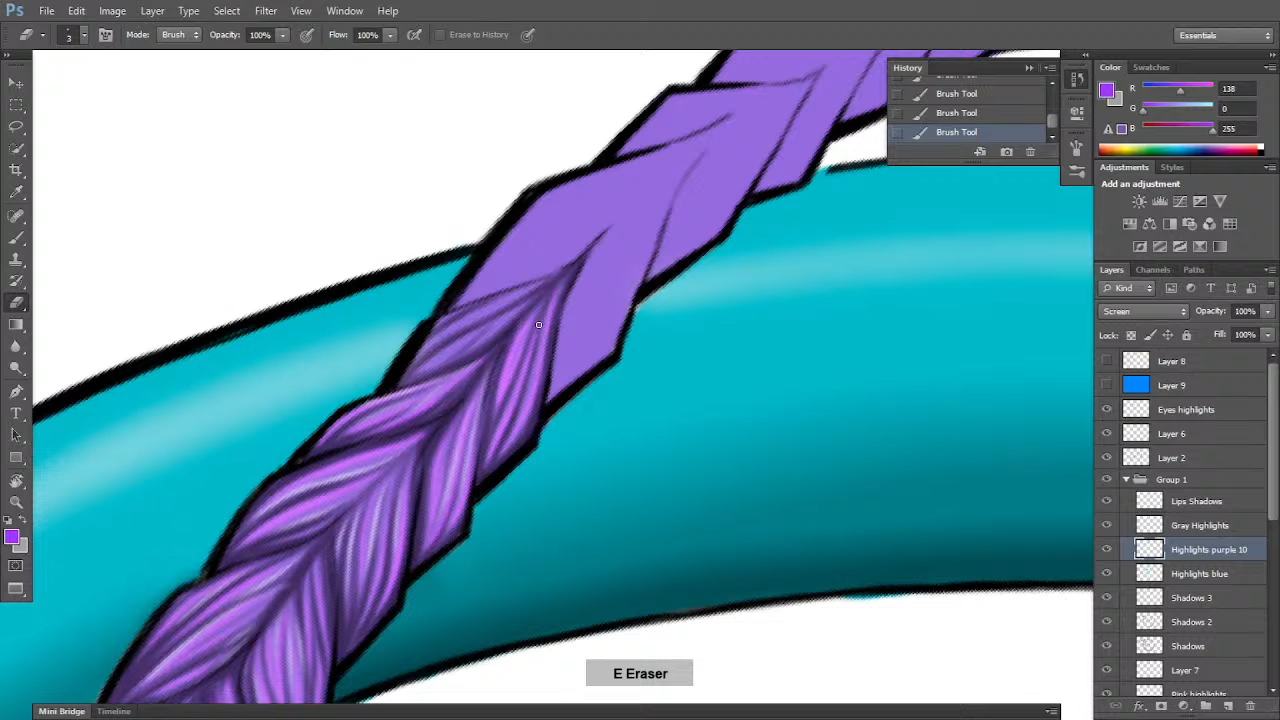 Ps File Edit Image Layer Type Select Filter View Window Help
3 Mode: Brush Opacity: 100% Flow: 100% Erase to History Essentials
History
Brush Tool
Brush Tool
Brush Tool
Color Swatches
R 138
G 0
B 255
Adjustments Styles
Add an adjustment
Layers Channels Paths
Kind
Screen Opacity: 100%
Lock: Fill: 100%
Layer 8
Layer 9
Eyes highlights
Layer 6
Layer 2
Group 1
Lips Shadows
Gray Highlights
Highlights purple 10
Highlights blue
Shadows 3
Shadows 2
Shadows
Layer 7
Pink highlights
E Eraser
Mini Bridge Timeline